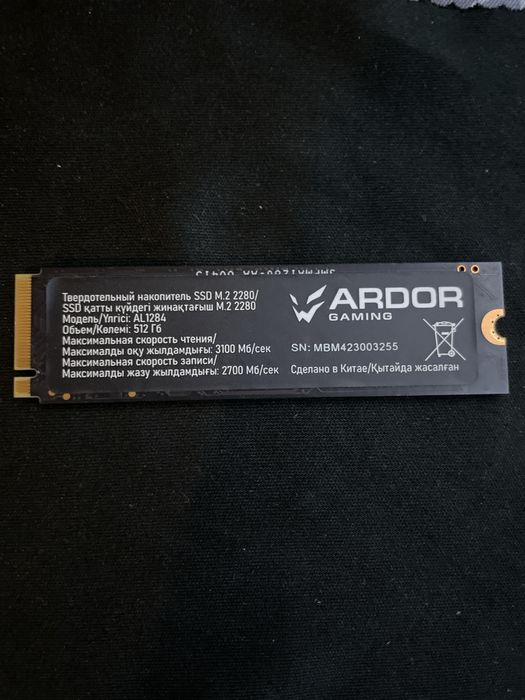 Твердотельный накопитель SSD M.2 2280/
SSD қатты күйдегі жинақтағыш M.2 2280
Модель/Үлгісі: AL1284
Объем/Көлемі: 512 Гб
Максимальная скорость чтения/
Максималды оқу жылдамдығы: 3100 Мб/сек
Максимальная скорость записи/
Максималды жазу жылдамдығы: 2700 Мб/сек
ARDOR
GAMING
SN: MBM423003255
Сделано в Китае/Қытайда жасалған